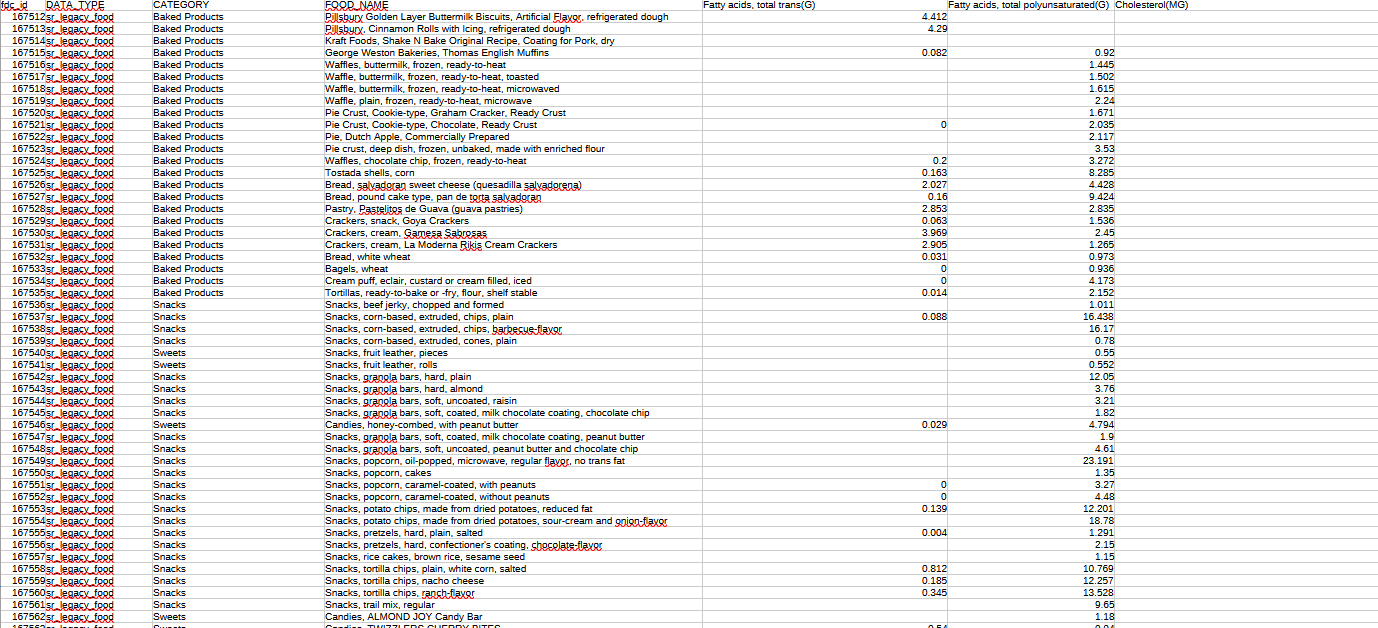 fdc_id DATA_TYPE CATEGORY FOOD_NAME Fatty acids, total trans(G) Fatty acids, total polyunsaturated(G) Cholesterol(MG)
167512 sr_legacy_food Baked Products Pillsbury Golden Layer Buttermilk Biscuits, Artificial Flavor, refrigerated dough 4.412
167513 sr_legacy_food Baked Products Pillsbury, Cinnamon Rolls with Icing, refrigerated dough 4.29
167514 sr_legacy_food Baked Products Kraft Foods, Shake N Bake Original Recipe, Coating for Pork, dry
167515 sr_legacy_food Baked Products George Weston Bakeries, Thomas English Muffins 0.082 0.92
167516 sr_legacy_food Baked Products Waffles, buttermilk, frozen, ready-to-heat 1.445
167517 sr_legacy_food Baked Products Waffle, buttermilk, frozen, ready-to-heat, toasted 1.502
167518 sr_legacy_food Baked Products Waffle, buttermilk, frozen, ready-to-heat, microwaved 1.615
167519 sr_legacy_food Baked Products Waffle, plain, frozen, ready-to-heat, microwave 2.24
167520 sr_legacy_food Baked Products Pie Crust, Cookie-type, Graham Cracker, Ready Crust 1.671
167521 sr_legacy_food Baked Products Pie Crust, Cookie-type, Chocolate, Ready Crust 0 2.035
167522 sr_legacy_food Baked Products Pie, Dutch Apple, Commercially Prepared 2.117
167523 sr_legacy_food Baked Products Pie crust, deep dish, frozen, unbaked, made with enriched flour 3.53
167524 sr_legacy_food Baked Products Waffles, chocolate chip, frozen, ready-to-heat 0.2 3.272
167525 sr_legacy_food Baked Products Tostada shells, corn 0.163 8.285
167526 sr_legacy_food Baked Products Bread, salvadoran sweet cheese (quesadilla salvadorena) 2.027 4.428
167527 sr_legacy_food Baked Products Bread, pound cake type, pan de torta salvadoran 0.16 9.424
167528 sr_legacy_food Baked Products Pastry, Pastelitos de Guava (guava pastries) 2.853 2.835
167529 sr_legacy_food Baked Products Crackers, snack, Goya Crackers 0.063 1.536
167530 sr_legacy_food Baked Products Crackers, cream, Gamesa Sabrosas 3.969 2.45
167531 sr_legacy_food Baked Products Crackers, cream, La Moderna Rikis Cream Crackers 2.905 1.265
167532 sr_legacy_food Baked Products Bread, white wheat 0.031 0.973
167533 sr_legacy_food Baked Products Bagels, wheat 0 0.936
167534 sr_legacy_food Baked Products Cream puff, eclair, custard or cream filled, iced 0 4.173
167535 sr_legacy_food Baked Products Tortillas, ready-to-bake or -fry, flour, shelf stable 0.014 2.152
167536 sr_legacy_food Snacks Snacks, beef jerky, chopped and formed 1.011
167537 sr_legacy_food Snacks Snacks, corn-based, extruded, chips, plain 0.088 16.438
167538 sr_legacy_food Snacks Snacks, corn-based, extruded, chips, barbecue-flavor 16.17
167539 sr_legacy_food Snacks Snacks, corn-based, extruded, cones, plain 0.78
167540 sr_legacy_food Sweets Snacks, fruit leather, pieces 0.55
167541 sr_legacy_food Sweets Snacks, fruit leather, rolls 0.552
167542 sr_legacy_food Snacks Snacks, granola bars, hard, plain 12.05
167543 sr_legacy_food Snacks Snacks, granola bars, hard, almond 3.76
167544 sr_legacy_food Snacks Snacks, granola bars, soft, uncoated, raisin 3.21
167545 sr_legacy_food Snacks Snacks, granola bars, soft, coated, milk chocolate coating, chocolate chip 1.82
167546 sr_legacy_food Sweets Candies, honey-combed, with peanut butter 0.029 4.794
167547 sr_legacy_food Snacks Snacks, granola bars, soft, coated, milk chocolate coating, peanut butter 1.9
167548 sr_legacy_food Snacks Snacks, granola bars, soft, uncoated, peanut butter and chocolate chip 4.61
167549 sr_legacy_food Snacks Snacks, popcorn, oil-popped, microwave, regular flavor, no trans fat 23.191
167550 sr_legacy_food Snacks Snacks, popcorn, cakes 1.35
167551 sr_legacy_food Snacks Snacks, popcorn, caramel-coated, with peanuts 0 3.27
167552 sr_legacy_food Snacks Snacks, popcorn, caramel-coated, without peanuts 0 4.48
167553 sr_legacy_food Snacks Snacks, potato chips, made from dried potatoes, reduced fat 0.139 12.201
167554 sr_legacy_food Snacks Snacks, potato chips, made from dried potatoes, sour-cream and onion-flavor 18.78
167555 sr_legacy_food Snacks Snacks, pretzels, hard, plain, salted 0.004 1.291
167556 sr_legacy_food Snacks Snacks, pretzels, hard, confectioner's coating, chocolate-flavor 2.15
167557 sr_legacy_food Snacks Snacks, rice cakes, brown rice, sesame seed 1.15
167558 sr_legacy_food Snacks Snacks, tortilla chips, plain, white corn, salted 0.812 10.769
167559 sr_legacy_food Snacks Snacks, tortilla chips, nacho cheese 0.185 12.257
167560 sr_legacy_food Snacks Snacks, tortilla chips, ranch-flavor 0.345 13.528
167561 sr_legacy_food Snacks Snacks, trail mix, regular 9.65
167562 sr_legacy_food Sweets Candies, ALMOND JOY Candy Bar 1.18